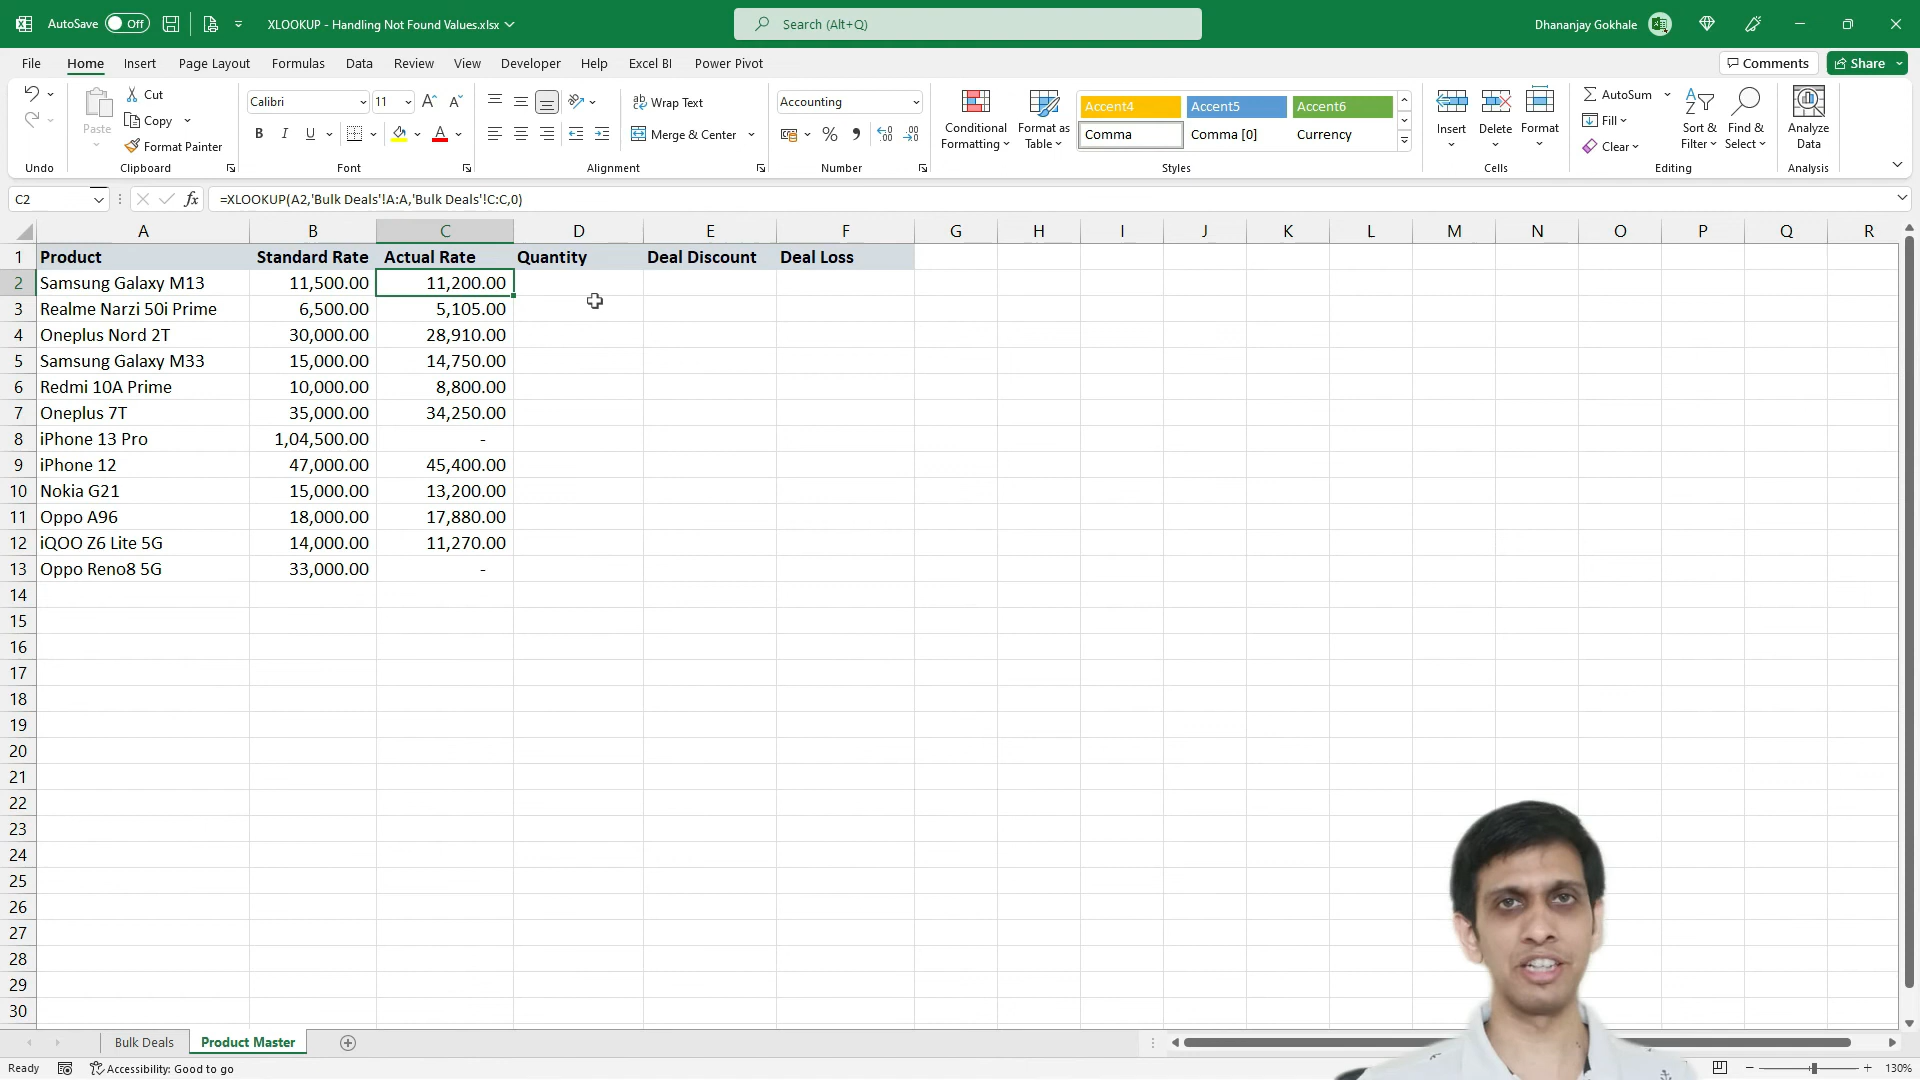 AutoSave Off XLOOKUP - Handling Not Found Values.xlsx Search (Alt+Q) Dhananjay Gokhale
File Home Insert Page Layout Formulas Data Review View Developer Help Excel BI Power Pivot Comments Share
Paste Cut Copy Format Painter
Calibri 11 B I U A
Wrap Text Merge & Center
Accounting % 9
Conditional Formatting Format as Table
Accent4 Accent5 Accent6
Comma Comma [0] Currency
Insert Delete Format
AutoSum Fill Clear
Sort & Filter Find & Select Analyze Data
Undo Clipboard Font Alignment Number Styles Cells Editing Analysis
C2 fx =XLOOKUP(A2,'Bulk Deals'!A:A,'Bulk Deals'!C:C,0)
A B C D E F G H I J K L M N O P Q R
1 Product Standard Rate Actual Rate Quantity Deal Discount Deal Loss
2 Samsung Galaxy M13 11,500.00 11,200.00
3 Realme Narzi 50i Prime 6,500.00 5,105.00
4 Oneplus Nord 2T 30,000.00 28,910.00
5 Samsung Galaxy M33 15,000.00 14,750.00
6 Redmi 10A Prime 10,000.00 8,800.00
7 Oneplus 7T 35,000.00 34,250.00
8 iPhone 13 Pro 1,04,500.00 -
9 iPhone 12 47,000.00 45,400.00
10 Nokia G21 15,000.00 13,200.00
11 Oppo A96 18,000.00 17,880.00
12 iQOO Z6 Lite 5G 14,000.00 11,270.00
13 Oppo Reno8 5G 33,000.00 -
14
15
16
17
18
19
20
21
22
23
24
25
26
27
28
29
30
Bulk Deals Product Master
Ready Accessibility: Good to go 130%